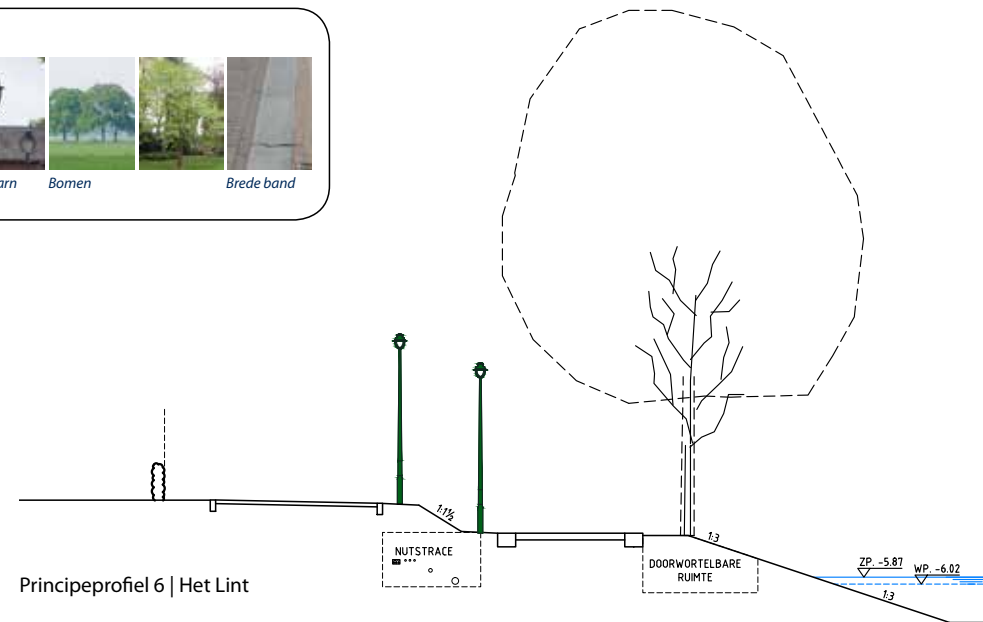 Bomen
Brede band
1:1½
NUTSTRACE
1:3
DOORWORTELBARE
RUIMTE
ZP. -5.87
WP. -6.02
1:3
Principeprofiel 6 | Het Lint